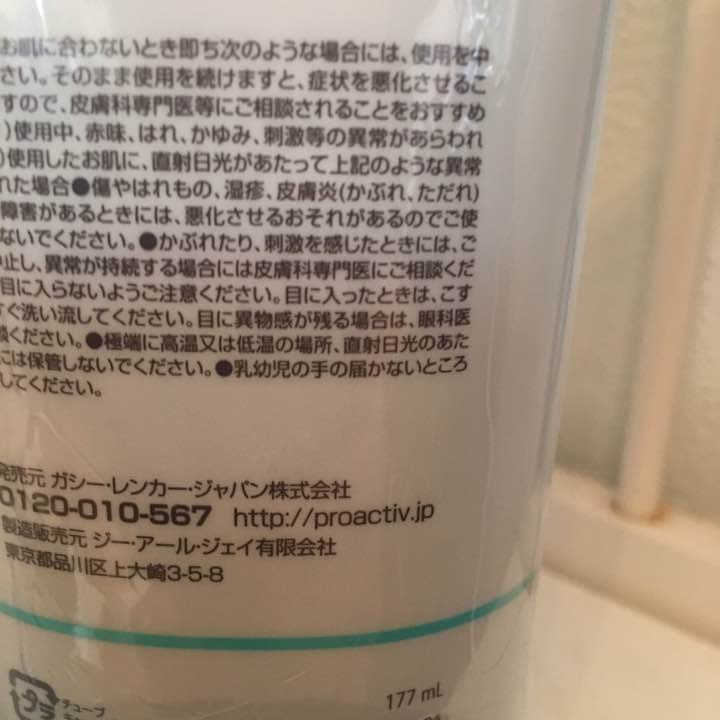 お肌に合わないとき即ち次のような場合には、使用を中
さい。そのまま使用を続けますと、症状を悪化させるこ
すので、皮膚科専門医等にご相談されることをおすすめ
)使用中、赤味、はれ、かゆみ、刺激等の異常があらわれ
)使用したお肌に、直射日光があたって上記のような異常
れた場合●傷やはれもの、湿疹、皮膚炎(かぶれ、ただれ)
障害があるときには、悪化させるおそれがあるのでご使
ないでください。●かぶれたり、刺激を感じたときには、ご
止し、異常が持続する場合には皮膚科専門医にご相談くだ
目に入らないようご注意ください。目に入ったときは、こす
すぐ洗い流してください。目に異物感が残る場合は、眼科医
談ください。●極端に高温又は低温の場所、直射日光のあた
には保管しないでください。●乳幼児の手の届かないところ
してください。
発売元 ガシー・レンカー・ジャパン株式会社
0120-010-567 http://proactiv.jp
製造販売元 ジー・アール・ジェイ有限会社
東京都品川区上大崎3-5-8
プラ チューブ
177 mL